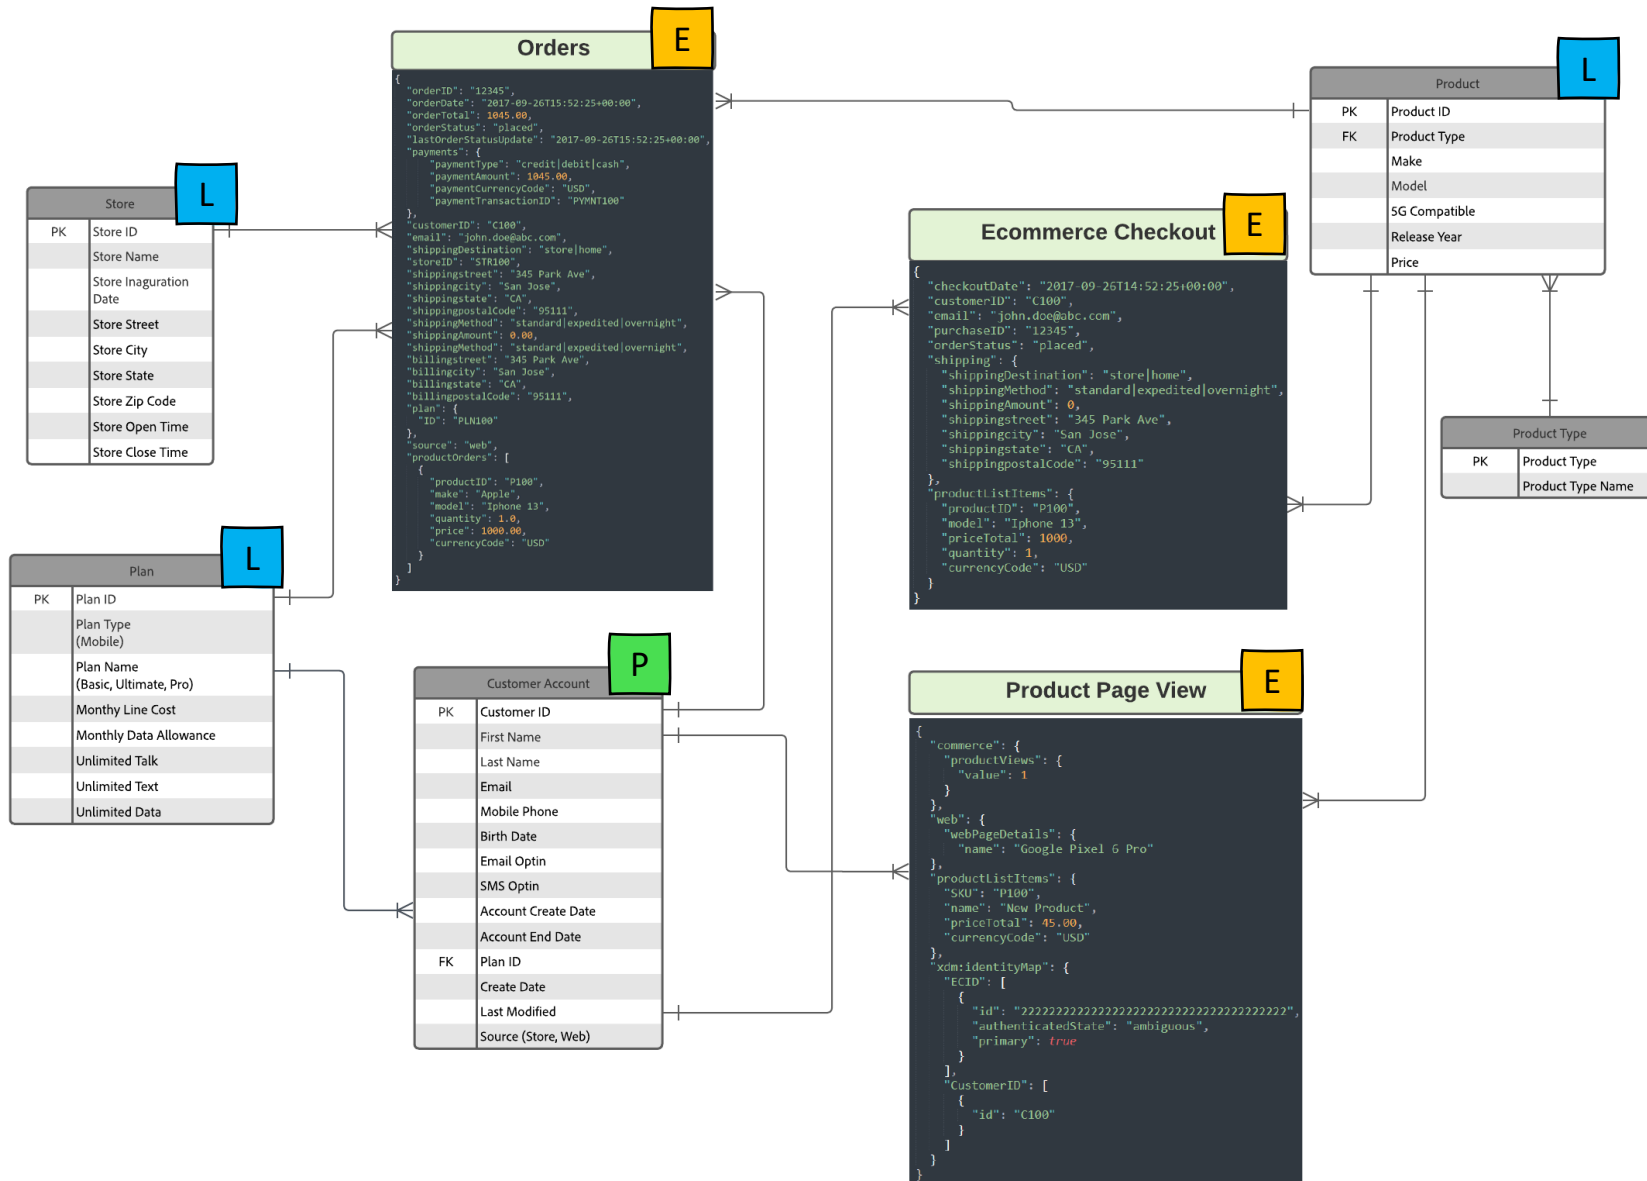 Orders
E
{
"orderID": "12345",
"orderDate": "2017-09-26T15:52:25+00:00",
"orderTotal": 1045.00,
"orderStatus": "placed",
"lastOrderStatusUpdate": "2017-09-26T15:52:25+00:00",
"payments": {
"paymentType": "credit|debit|cash",
"paymentAmount": 1045.00,
"paymentCurrencyCode": "USD",
"paymentTransactionID": "PYMNT100"
},
"customerID": "C100",
"email": "john.doe@abc.com",
"shippingDestination": "store|home",
"storeID": "STR100",
"shippingstreet": "345 Park Ave",
"shippingcity": "San Jose",
"shippingstate": "CA",
"shippingpostalCode": "95111",
"shippingMethod": "standard|expedited|overnight",
"shippingAmount": 0.00,
"shippingMethod": "standard|expedited|overnight",
"billingstreet": "345 Park Ave",
"billingcity": "San Jose",
"billingstate": "CA",
"billingpostalCode": "95111",
"plan": {
"ID": "PLN100"
},
"source": "web",
"productOrders": [
{
"productID": "P100",
"make": "Apple",
"model": "Iphone 13",
"quantity": 1.0,
"price": 1000.00,
"currencyCode": "USD"
}
]
}
L
Store
PK Store ID
Store Name
Store Inaguration
Date
Store Street
Store City
Store State
Store Zip Code
Store Open Time
Store Close Time
L
Plan
PK Plan ID
Plan Type
(Mobile)
Plan Name
(Basic, Ultimate, Pro)
Monthy Line Cost
Monthly Data Allowance
Unlimited Talk
Unlimited Text
Unlimited Data
P
Customer Account
PK Customer ID
First Name
Last Name
Email
Mobile Phone
Birth Date
Email Optin
SMS Optin
Account Create Date
Account End Date
FK Plan ID
Create Date
Last Modified
Source (Store, Web)
Ecommerce Checkout
E
{
"checkoutDate": "2017-09-26T14:52:25+00:00",
"customerID": "C100",
"email": "john.doe@abc.com",
"purchaseID": "12345",
"orderStatus": "placed",
"shipping": {
"shippingDestination": "store|home",
"shippingMethod": "standard|expedited|overnight",
"shippingAmount": 0,
"shippingstreet": "345 Park Ave",
"shippingcity": "San Jose",
"shippingstate": "CA",
"shippingpostalCode": "95111"
},
"productListItems": {
"productID": "P100",
"model": "Iphone 13",
"priceTotal": 1000,
"quantity": 1,
"currencyCode": "USD"
}
}
Product Page View
E
{
"commerce": {
"productViews": {
"value": 1
}
},
"web": {
"webPageDetails": {
"name": "Google Pixel 6 Pro"
},
"productListItems": {
"SKU": "P100",
"name": "New Product",
"priceTotal": 45.00,
"currencyCode": "USD"
},
"xdm:identityMap": {
"ECID": [
{
"id":
"authenticatedState": "ambiguous",
"primary": true
}
],
"CustomerID": [
{
"id": "C100"
}
]
}
}
L
Product
PK Product ID
FK Product Type
Make
Model
5G Compatible
Release Year
Price
Product Type
PK Product Type
Product Type Name